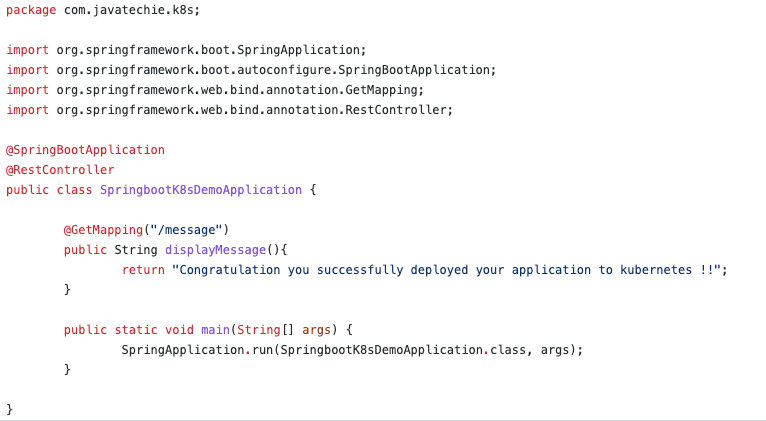 package com.javatechie.k8s;
import org.springframework.boot.SpringApplication;
import org.springframework.boot.autoconfigure.SpringBootApplication;
import org.springframework.web.bind.annotation.GetMapping;
import org.springframework.web.bind.annotation.RestController;
@SpringBootApplication
@RestController
public class SpringbootK8sDemoApplication {
@GetMapping("/message")
public String displayMessage(){
return "Congratulation you successfully deployed your application to kubernetes !!";
}
public static void main(String[] args) {
SpringApplication.run(SpringbootK8sDemoApplication.class, args);
}
}